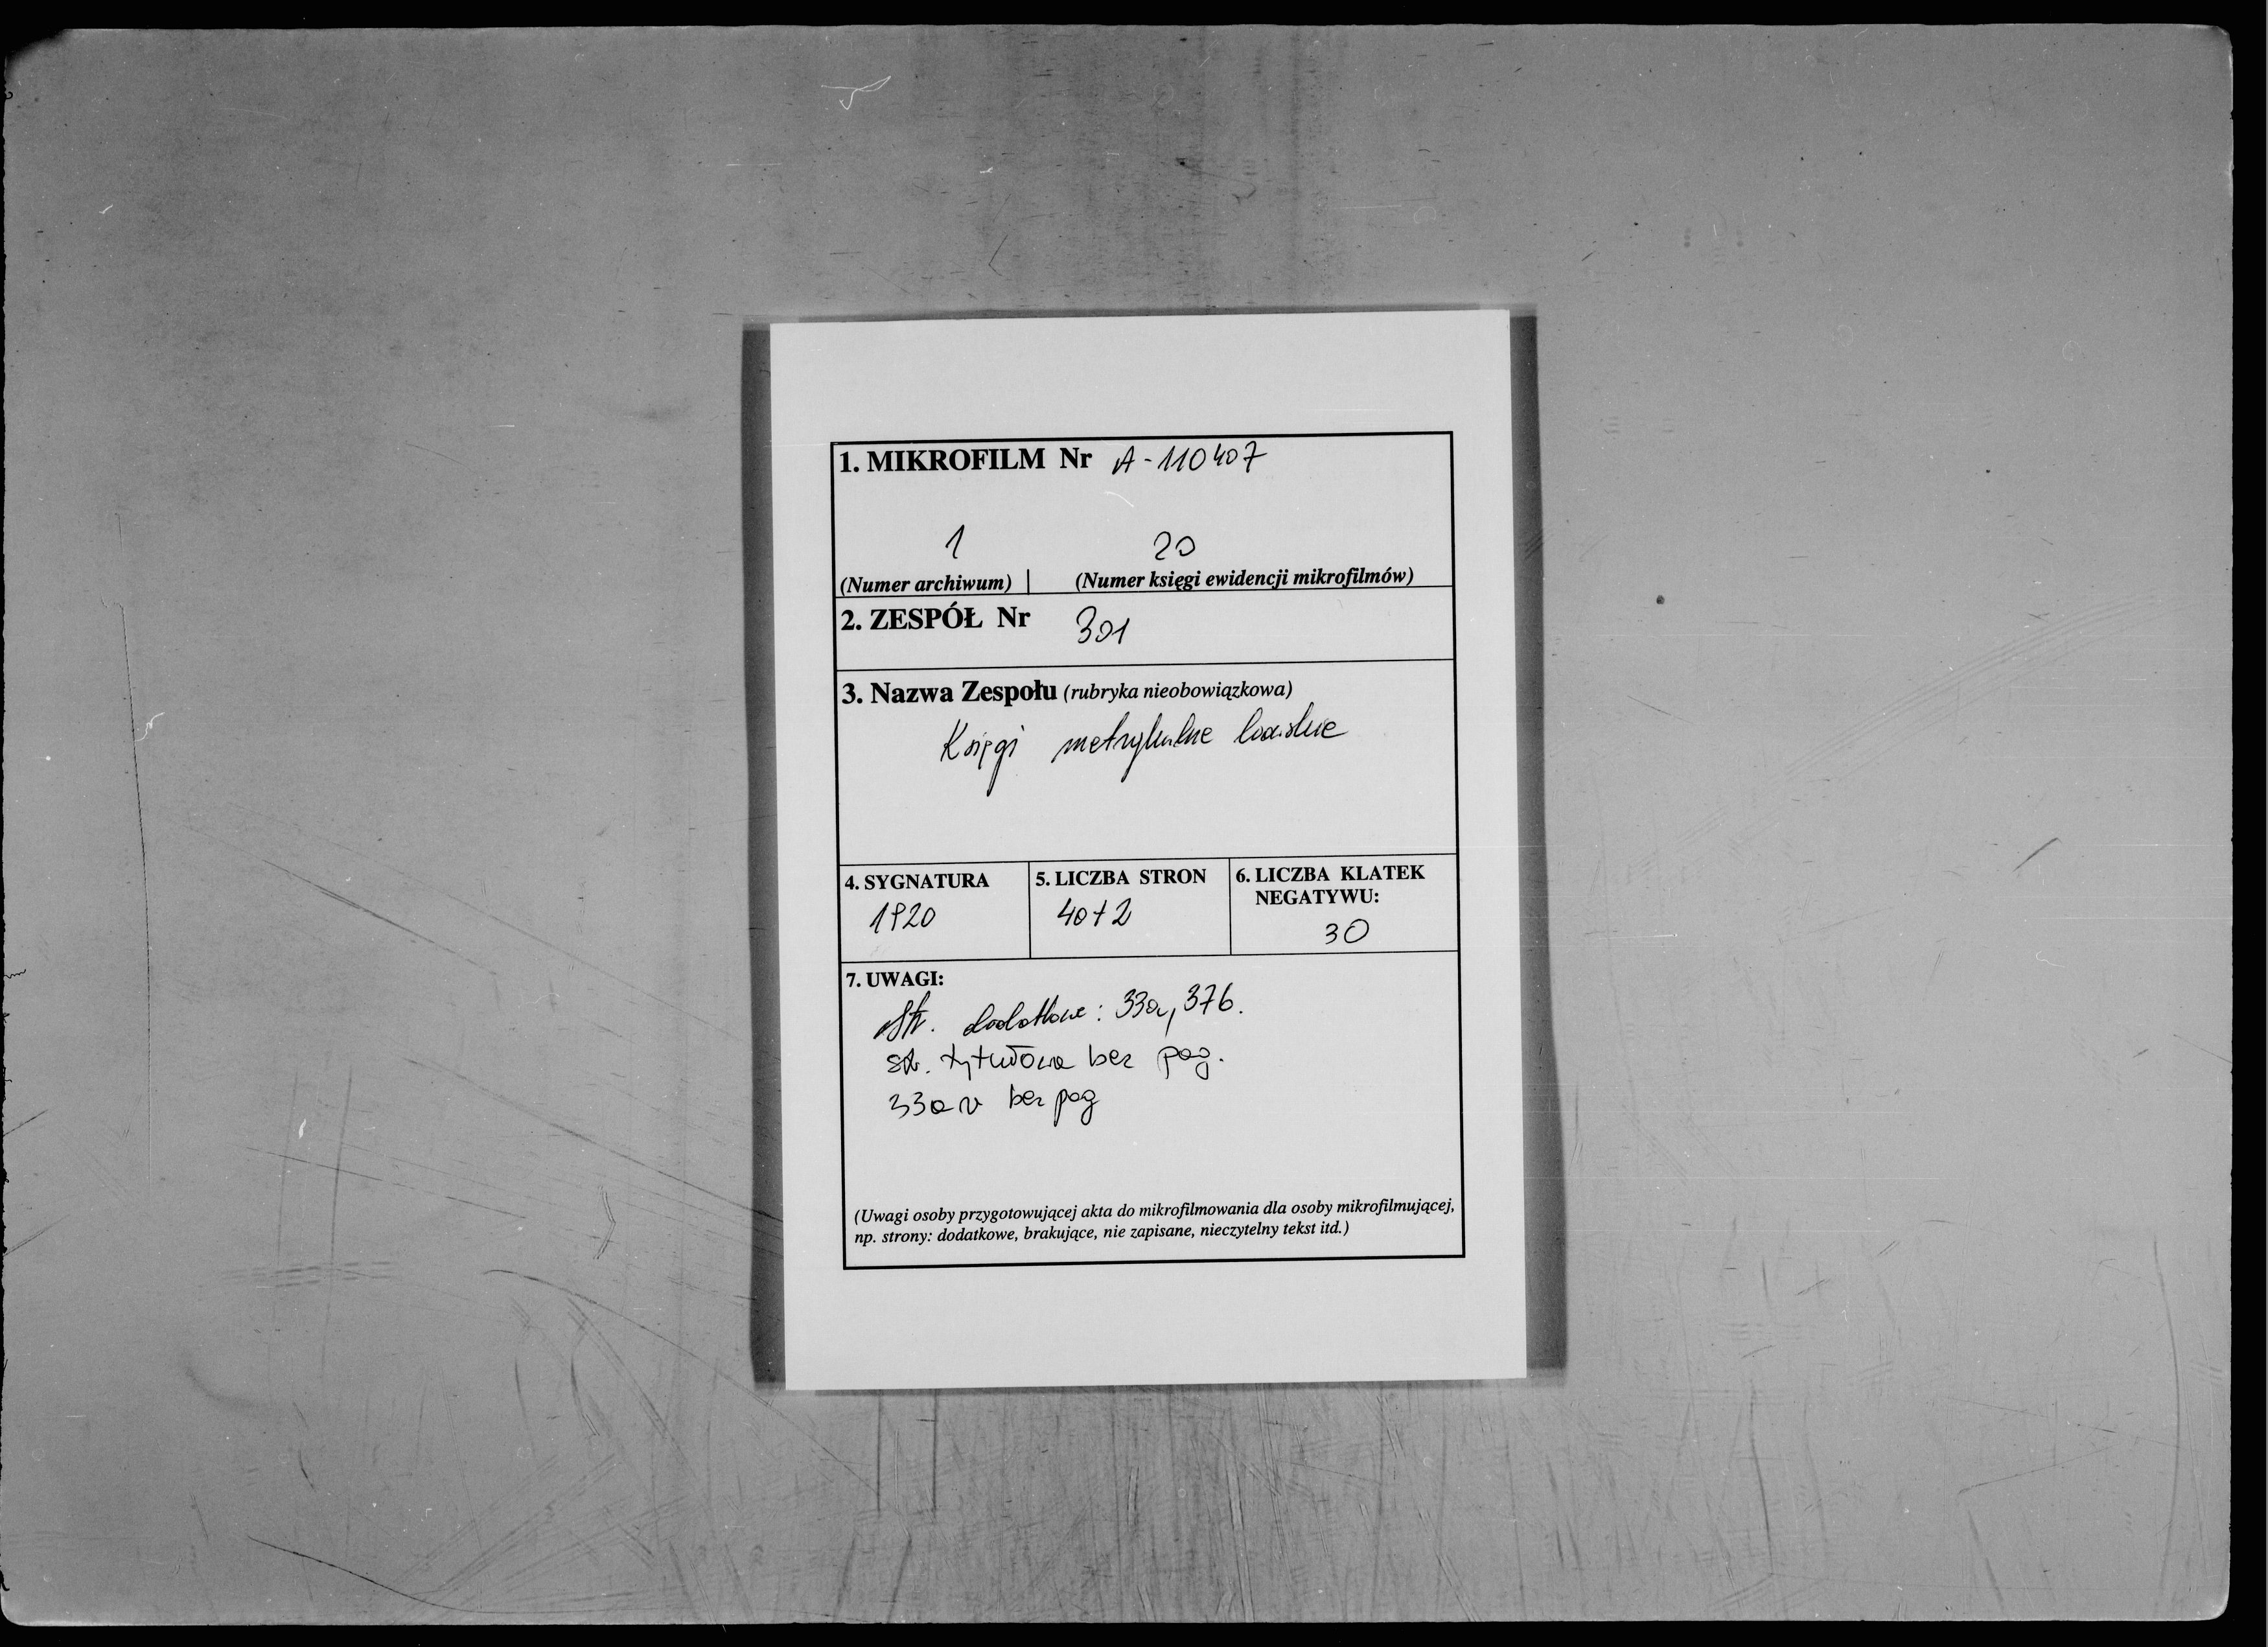 1. MIKROFILM Nr A-110407
1 20
(Numer archiwum) | (Numer księgi ewidencji mikrofilmów)
2. ZESPÓŁ Nr 301
3. Nazwa Zespołu (rubryka nieobowiązkowa)
Księgi metrykalne
4. SYGNATURA
1920
5. LICZBA STRON
40+2
6. LICZBA KLATEK
NEGATYWU:
30
7. UWAGI:
Str. dodatkowe: 33a, 37b.
str. tytułowa bez pag.
33av bez pag
(Uwagi osoby przygotowującej akta do mikrofilmowania dla osoby mikrofilmującej,
np. strony: dodatkowe, brakujące, nie zapisane, nieczytelny tekst itd.)